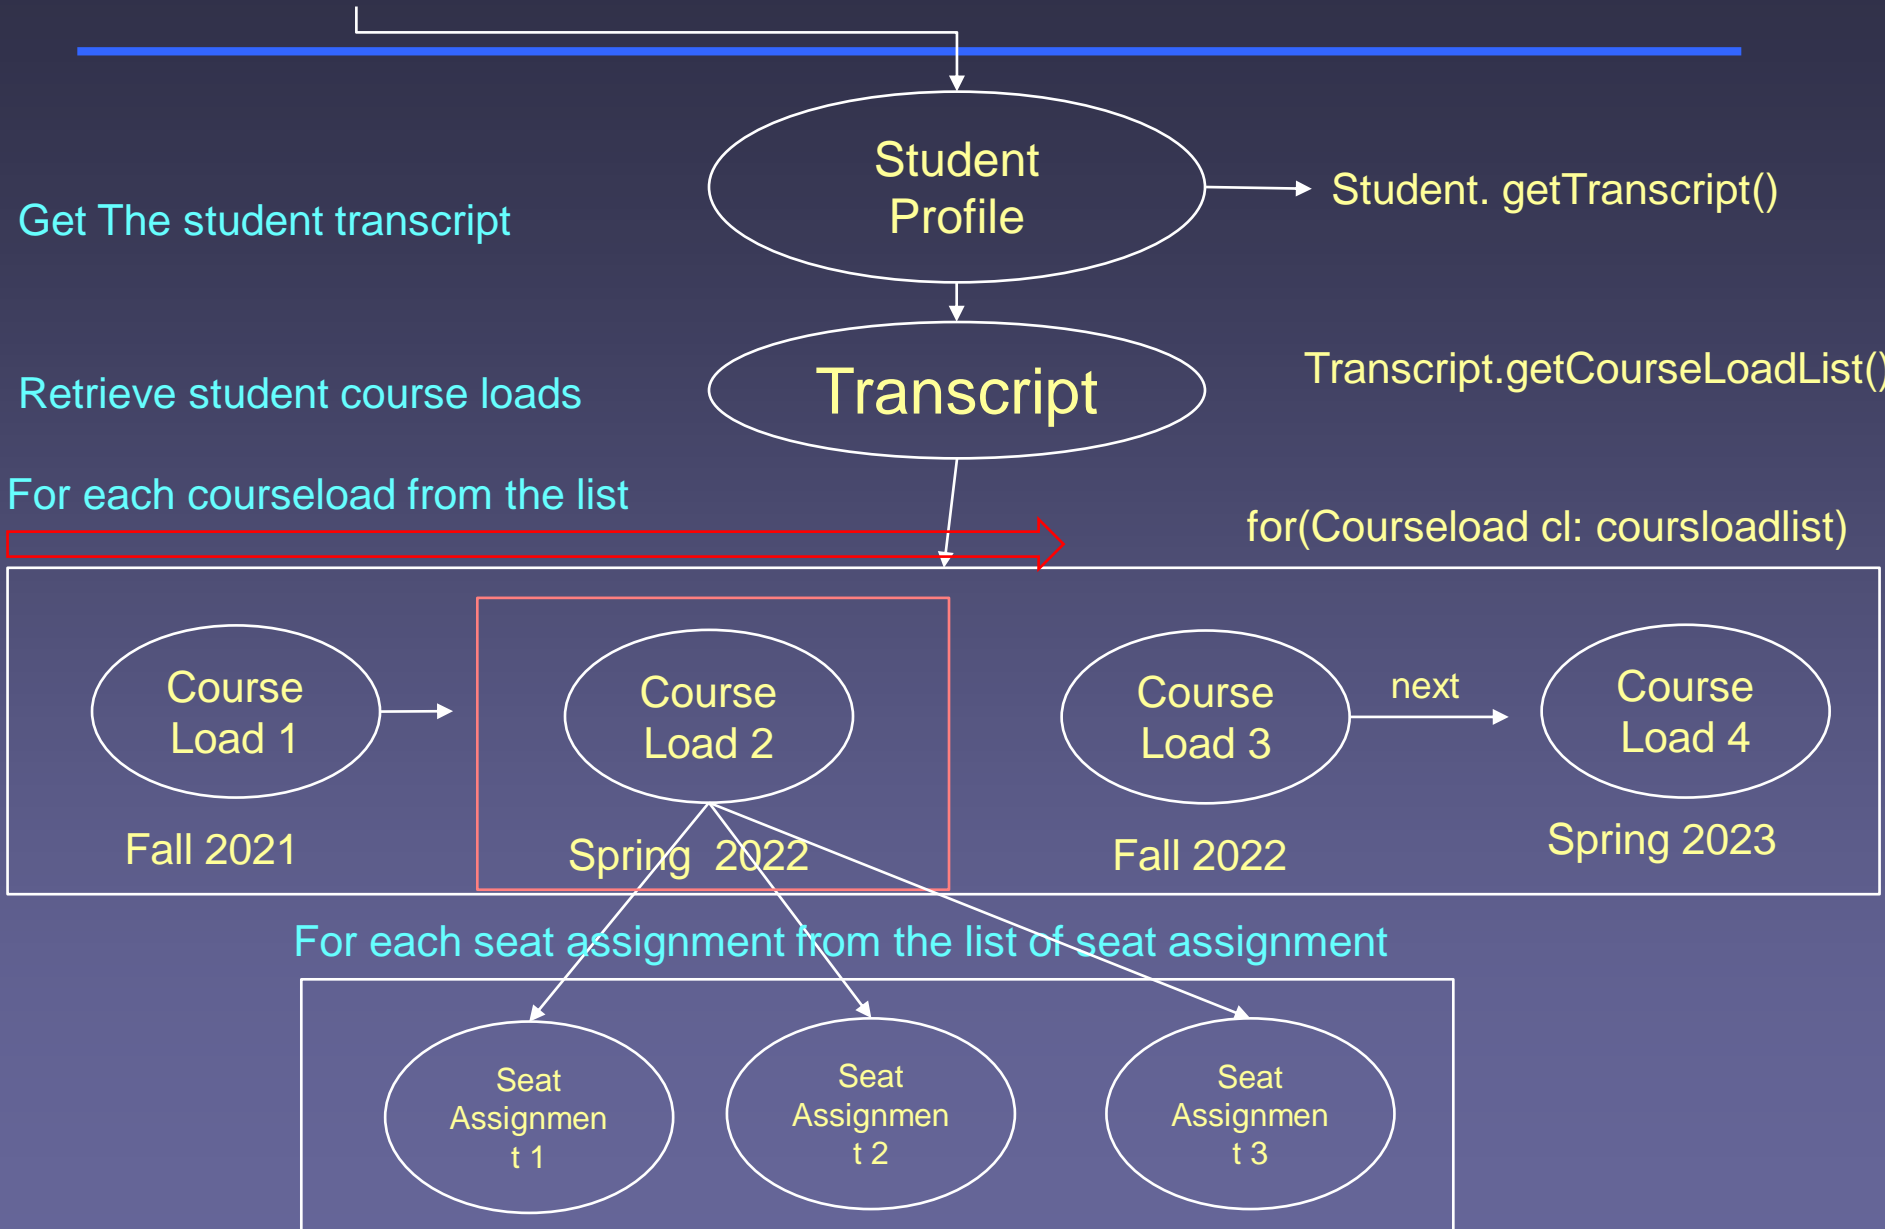 Student
Profile
Student. getTranscript()
Get The student transcript
Transcript
Transcript.getCourseLoadList()
Retrieve student course loads
For each courseload from the list
for(Courseload cl: coursloadlist)
Course
Load 1
Course
Load 2
Course
Load 3
next
Course
Load 4
Fall 2021
Spring  2022
Fall 2022
Spring 2023
For each seat assignment from the list of seat assignment
Seat
Assignmen
t 1
Seat
Assignmen
t 2
Seat
Assignmen
t 3